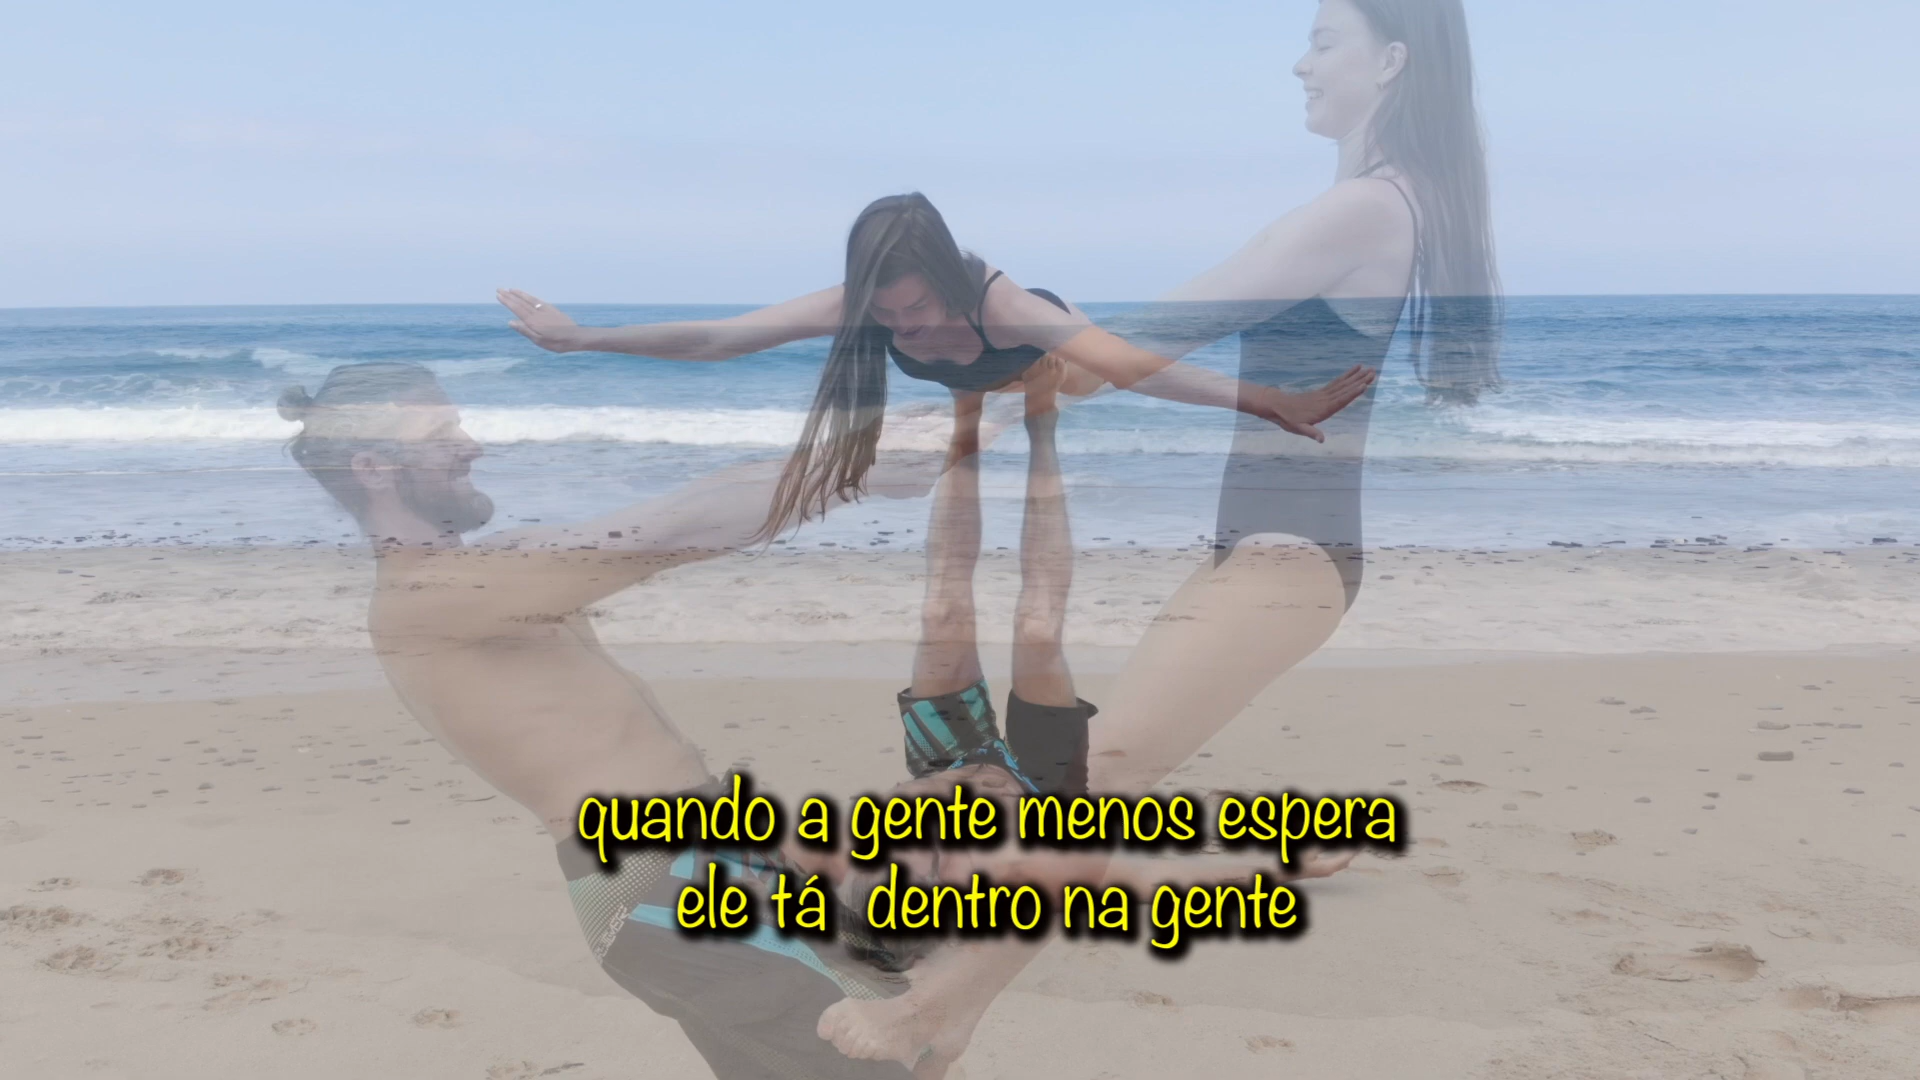 quando a gente menos espera
ele tá dentro na gente